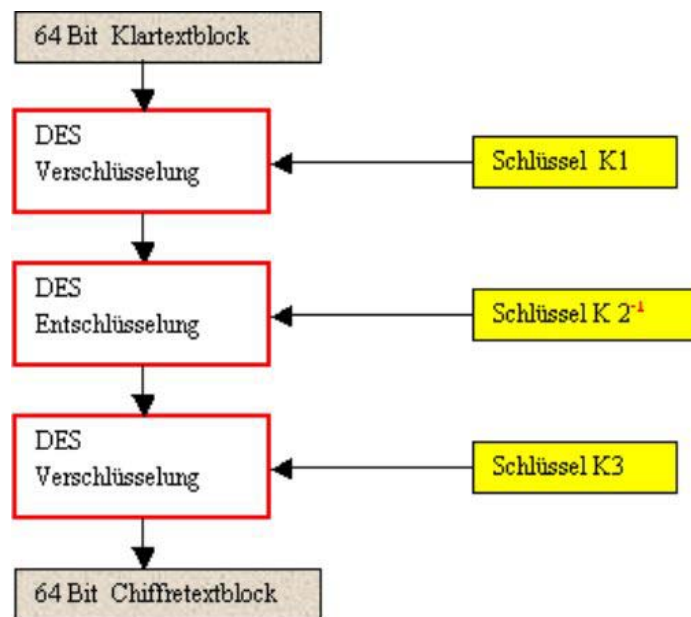 64 Bit Klartextblock
DES
Verschlüsselung
Schlüssel K1
DES
Entschlüsselung
Schlüssel K 2⁻¹
DES
Verschlüsselung
Schlüssel K3
64 Bit Chiffretextblock